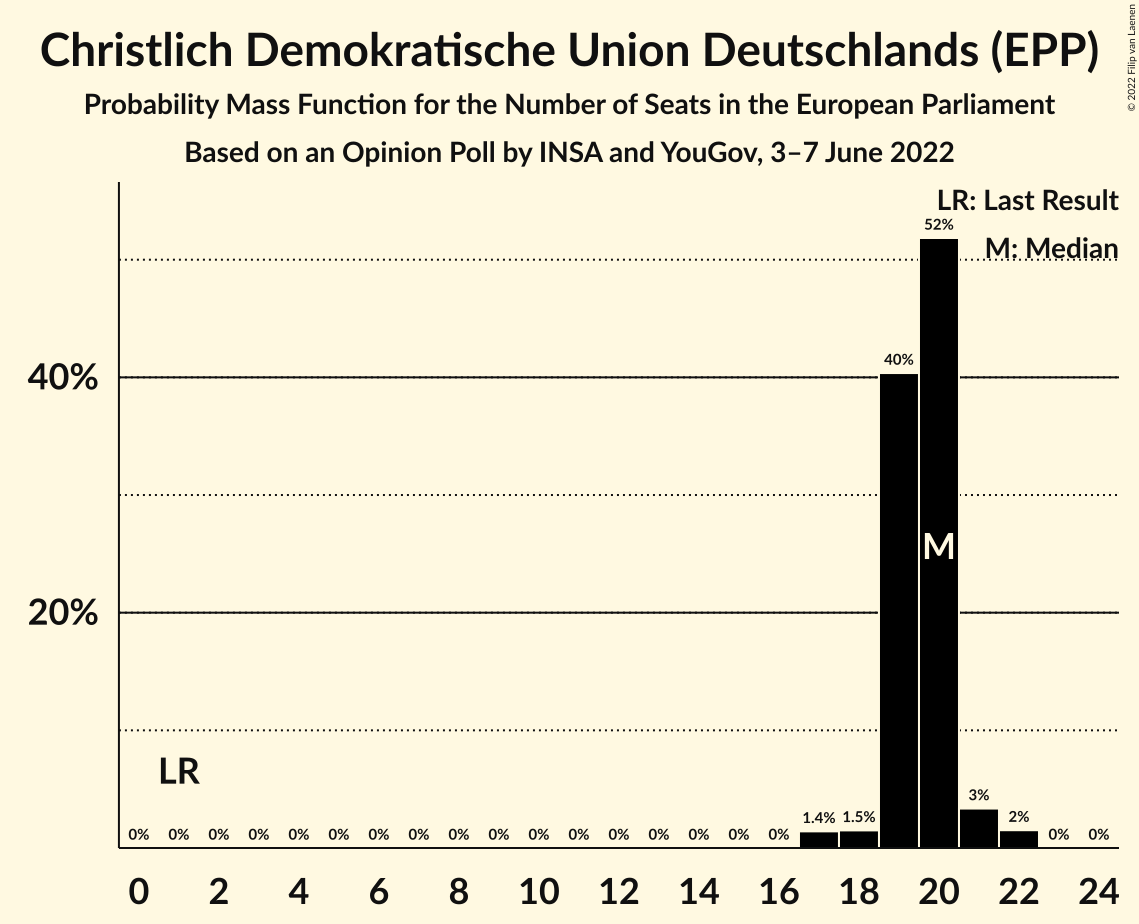 Christlich Demokratische Union Deutschlands (EPP)
Probability Mass Function for the Number of Seats in the European Parliament
Based on an Opinion Poll by INSA and YouGov, 3–7 June 2022
© 2022 Filip van Laenen
LR: Last Result
M: Median
52%
40%
40%
M
20%
LR
3%
1.4% 1.5% 2%
0% 0% 0% 0% 0% 0% 0% 0% 0% 0% 0% 0% 0% 0% 0% 0% 0% 0% 0%
0 2 4 6 8 10 12 14 16 18 20 22 24